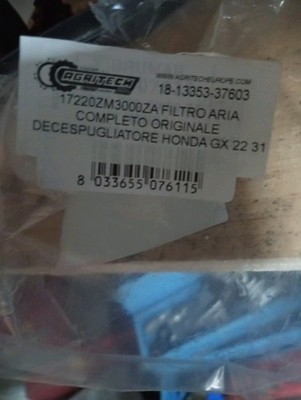 AGRITECH
WWW.AGRITECHEUROPE.COM
18-13353-37603
17220ZM3000ZA FILTRO ARIA
COMPLETO ORIGINALE
DECESPUGLIATORE HONDA GX 22 31
8 033655 076115